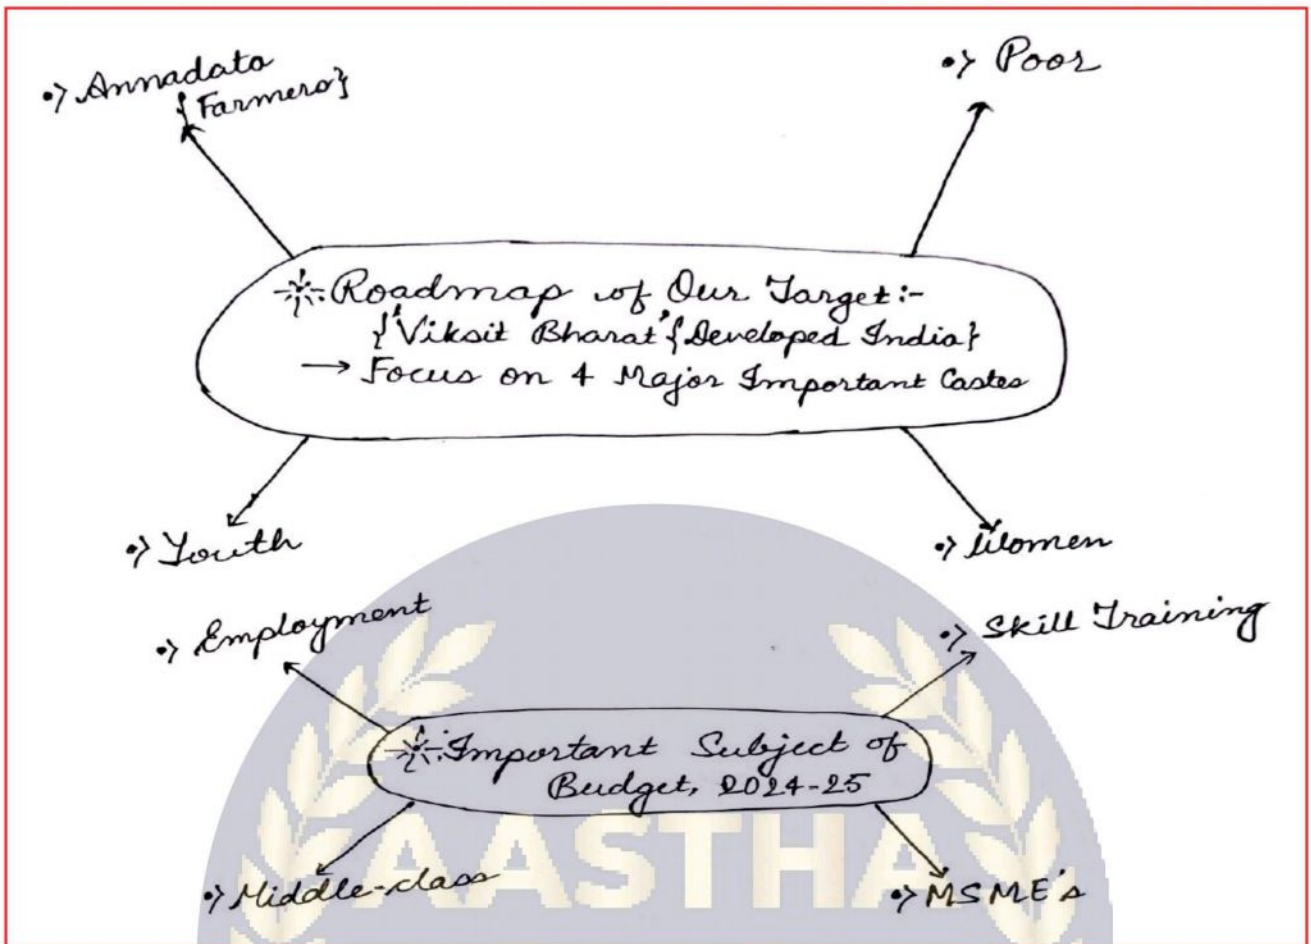 •} Annadata
{Farmers}
•} Poor
Roadmap of Our Target:-
{'Viksit Bharat' {Developed India}
→ Focus on 4 Major Important Castes
•} Youth
•} Women
•} Employment
•} Skill Training
Important Subject of
Budget, 2024-25
•} Middle-class
•} MSME's
AASTHA